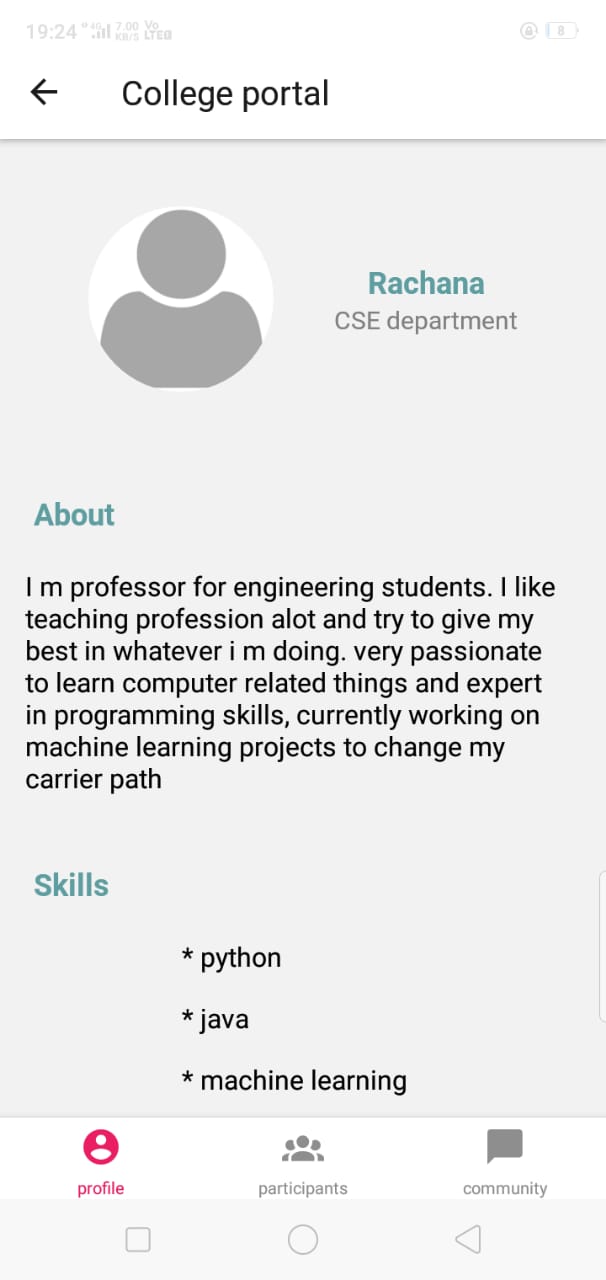 19:24 4G 7.00 KB/S Vo LTE 8
College portal
Rachana
CSE department
About
I m professor for engineering students. I like
teaching profession alot and try to give my
best in whatever i m doing. very passionate
to learn computer related things and expert
in programming skills, currently working on
machine learning projects to change my
carrier path
Skills
* python
* java
* machine learning
profile participants community